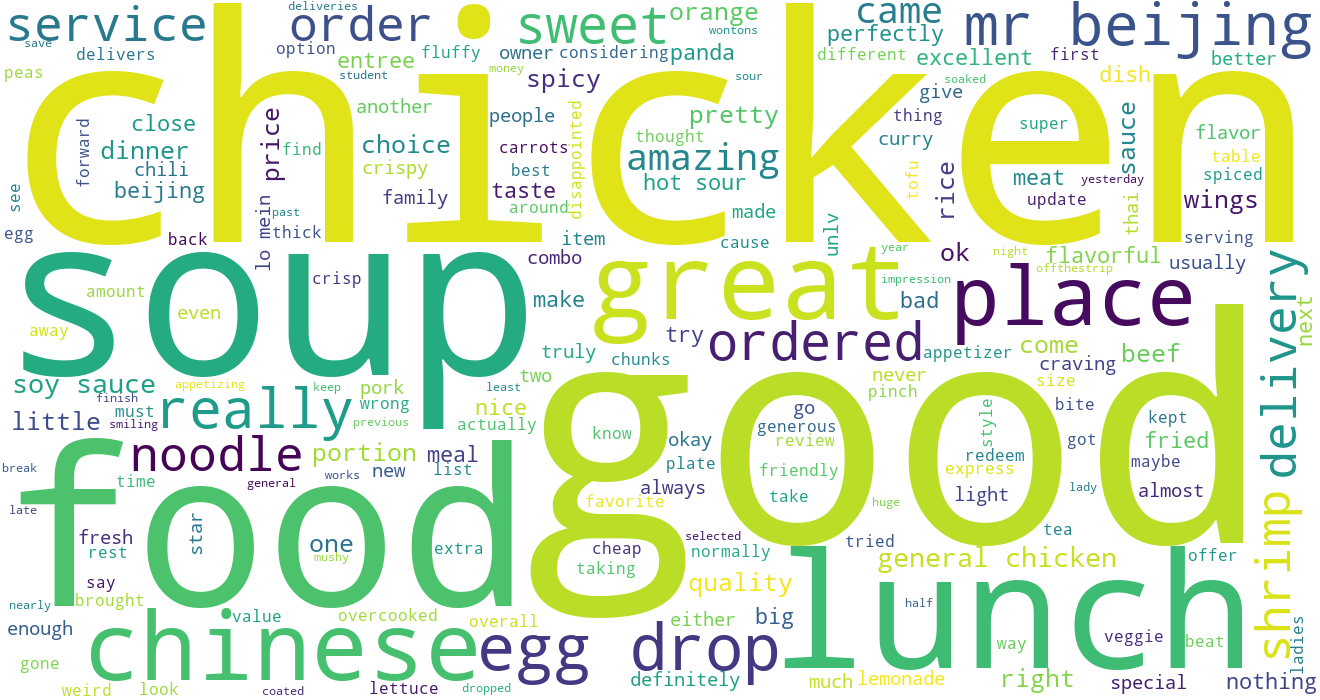 deliveries
service
order
sweet
orange
came
mr beijing
save
delivers
option
entree
fluffy
owner
considering
panda
wontons
perfectly
different
excellent
first
better
peas
student
money
spicy
sour
soaked
dish
chicken
another
people
pretty
give
thing
super
sauce
flavor
forward
close
dinner
chili
beijing
price
find
choice
crispy
family
carrots
best
taste
around
disappointed
thought
amazing
hot sour
curry
tofu
rice
meat
update
yesterday
thai
table
spiced
wings
see
egg
back
lo mein
past
thick
item
combo
made
cause
unlv
year
night
ok
flavorful
offthestrip
serving
usually
soup
crisp
amount
away
even
make
great
impression
bad
place
delivery
next
try
ordered
truly
chunks
appetizer
come
craving
beef
soy sauce
appetizing
keep
pork
least
two
never
pinch
size
finish
must
smiling
really
wrong
previous
nice
actually
little
good
go
generous
review
know
style
redeem
express
bite
got
kept
fried
maybe
noodle
portion
meal
okay
plate
friendly
break
time
general
works
new
list
always
take
light
lady
almost
late
food
star
favorite
huge
shrimp
fresh
rest
one
mushy
extra
cheap
taking
selected
normally
tried
tea
general chicken
offer
say
brought
quality
nearly
enough
value
overcooked
overall
either
big
half
lunch
way
veggie
beat
ladies
chinese
egg drop
gone
weird
look
coated
lettuce
dropped
definitely
much
lemonade
right
special
nothing